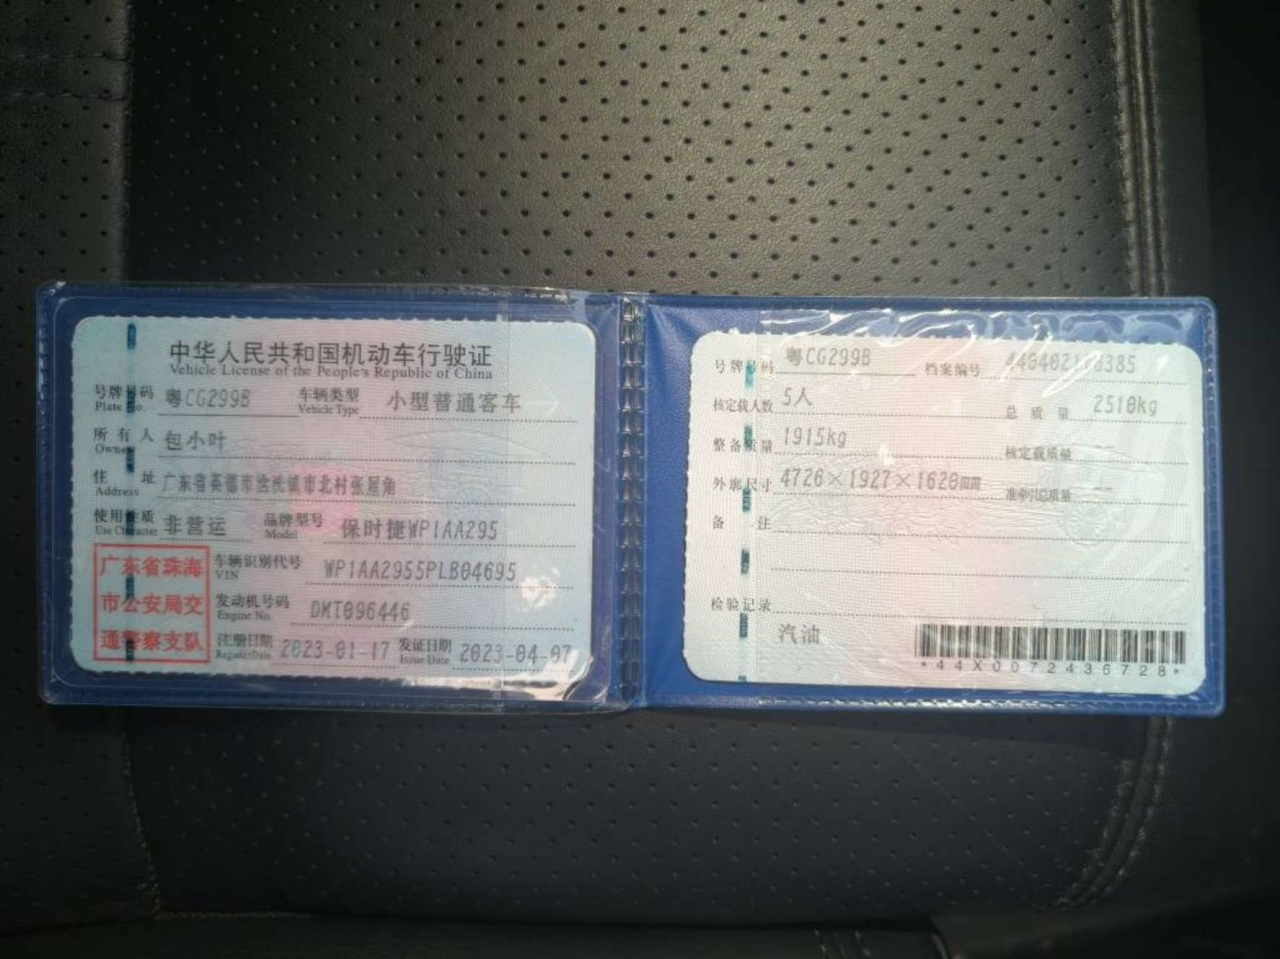 中华人民共和国机动车行驶证
Vehicle License of the People's Republic of China
号牌号码 粤CG299B 车辆类型 小型普通客车
Plate No. Vehicle Type
所有人 包小叶
Owner
住址 广东省英德市浛洸镇市北村张屋角
Address
使用性质 非营运 品牌型号 保时捷WP1AA295
Use Character Model
广东省珠海
市公安局交
通警察支队
车辆识别代号 WP1AA2955PLB04695
VIN
发动机号码 DMT096446
Engine No.
注册日期 2023-01-17 发证日期 2023-04-07
Register Date Issue Date
号牌号码 粤CG299B 档案编号
核定载人数 5人 总质量 2510kg
整备质量 1915kg 核定载质量 --
外廓尺寸 4726×1927×1620mm 准牵引总质量 --
备注
检验记录
汽油
*44X0072436728*